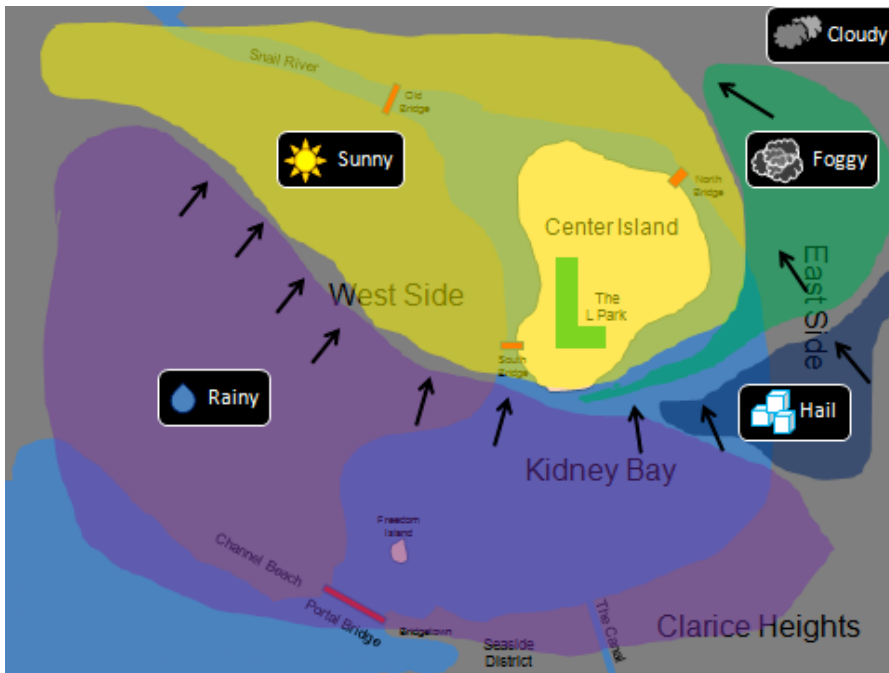 Cloudy
Snail River
Old
Bridge
Sunny
Foggy
North
Bridge
Center Island
East Side
West Side
The
L Park
South
Bridge
Rainy
Hail
Kidney Bay
Freedom
Island
Channel Beach
Portal Bridge
Bridgetown
The Canal
Clarice Heights
Seaside
District